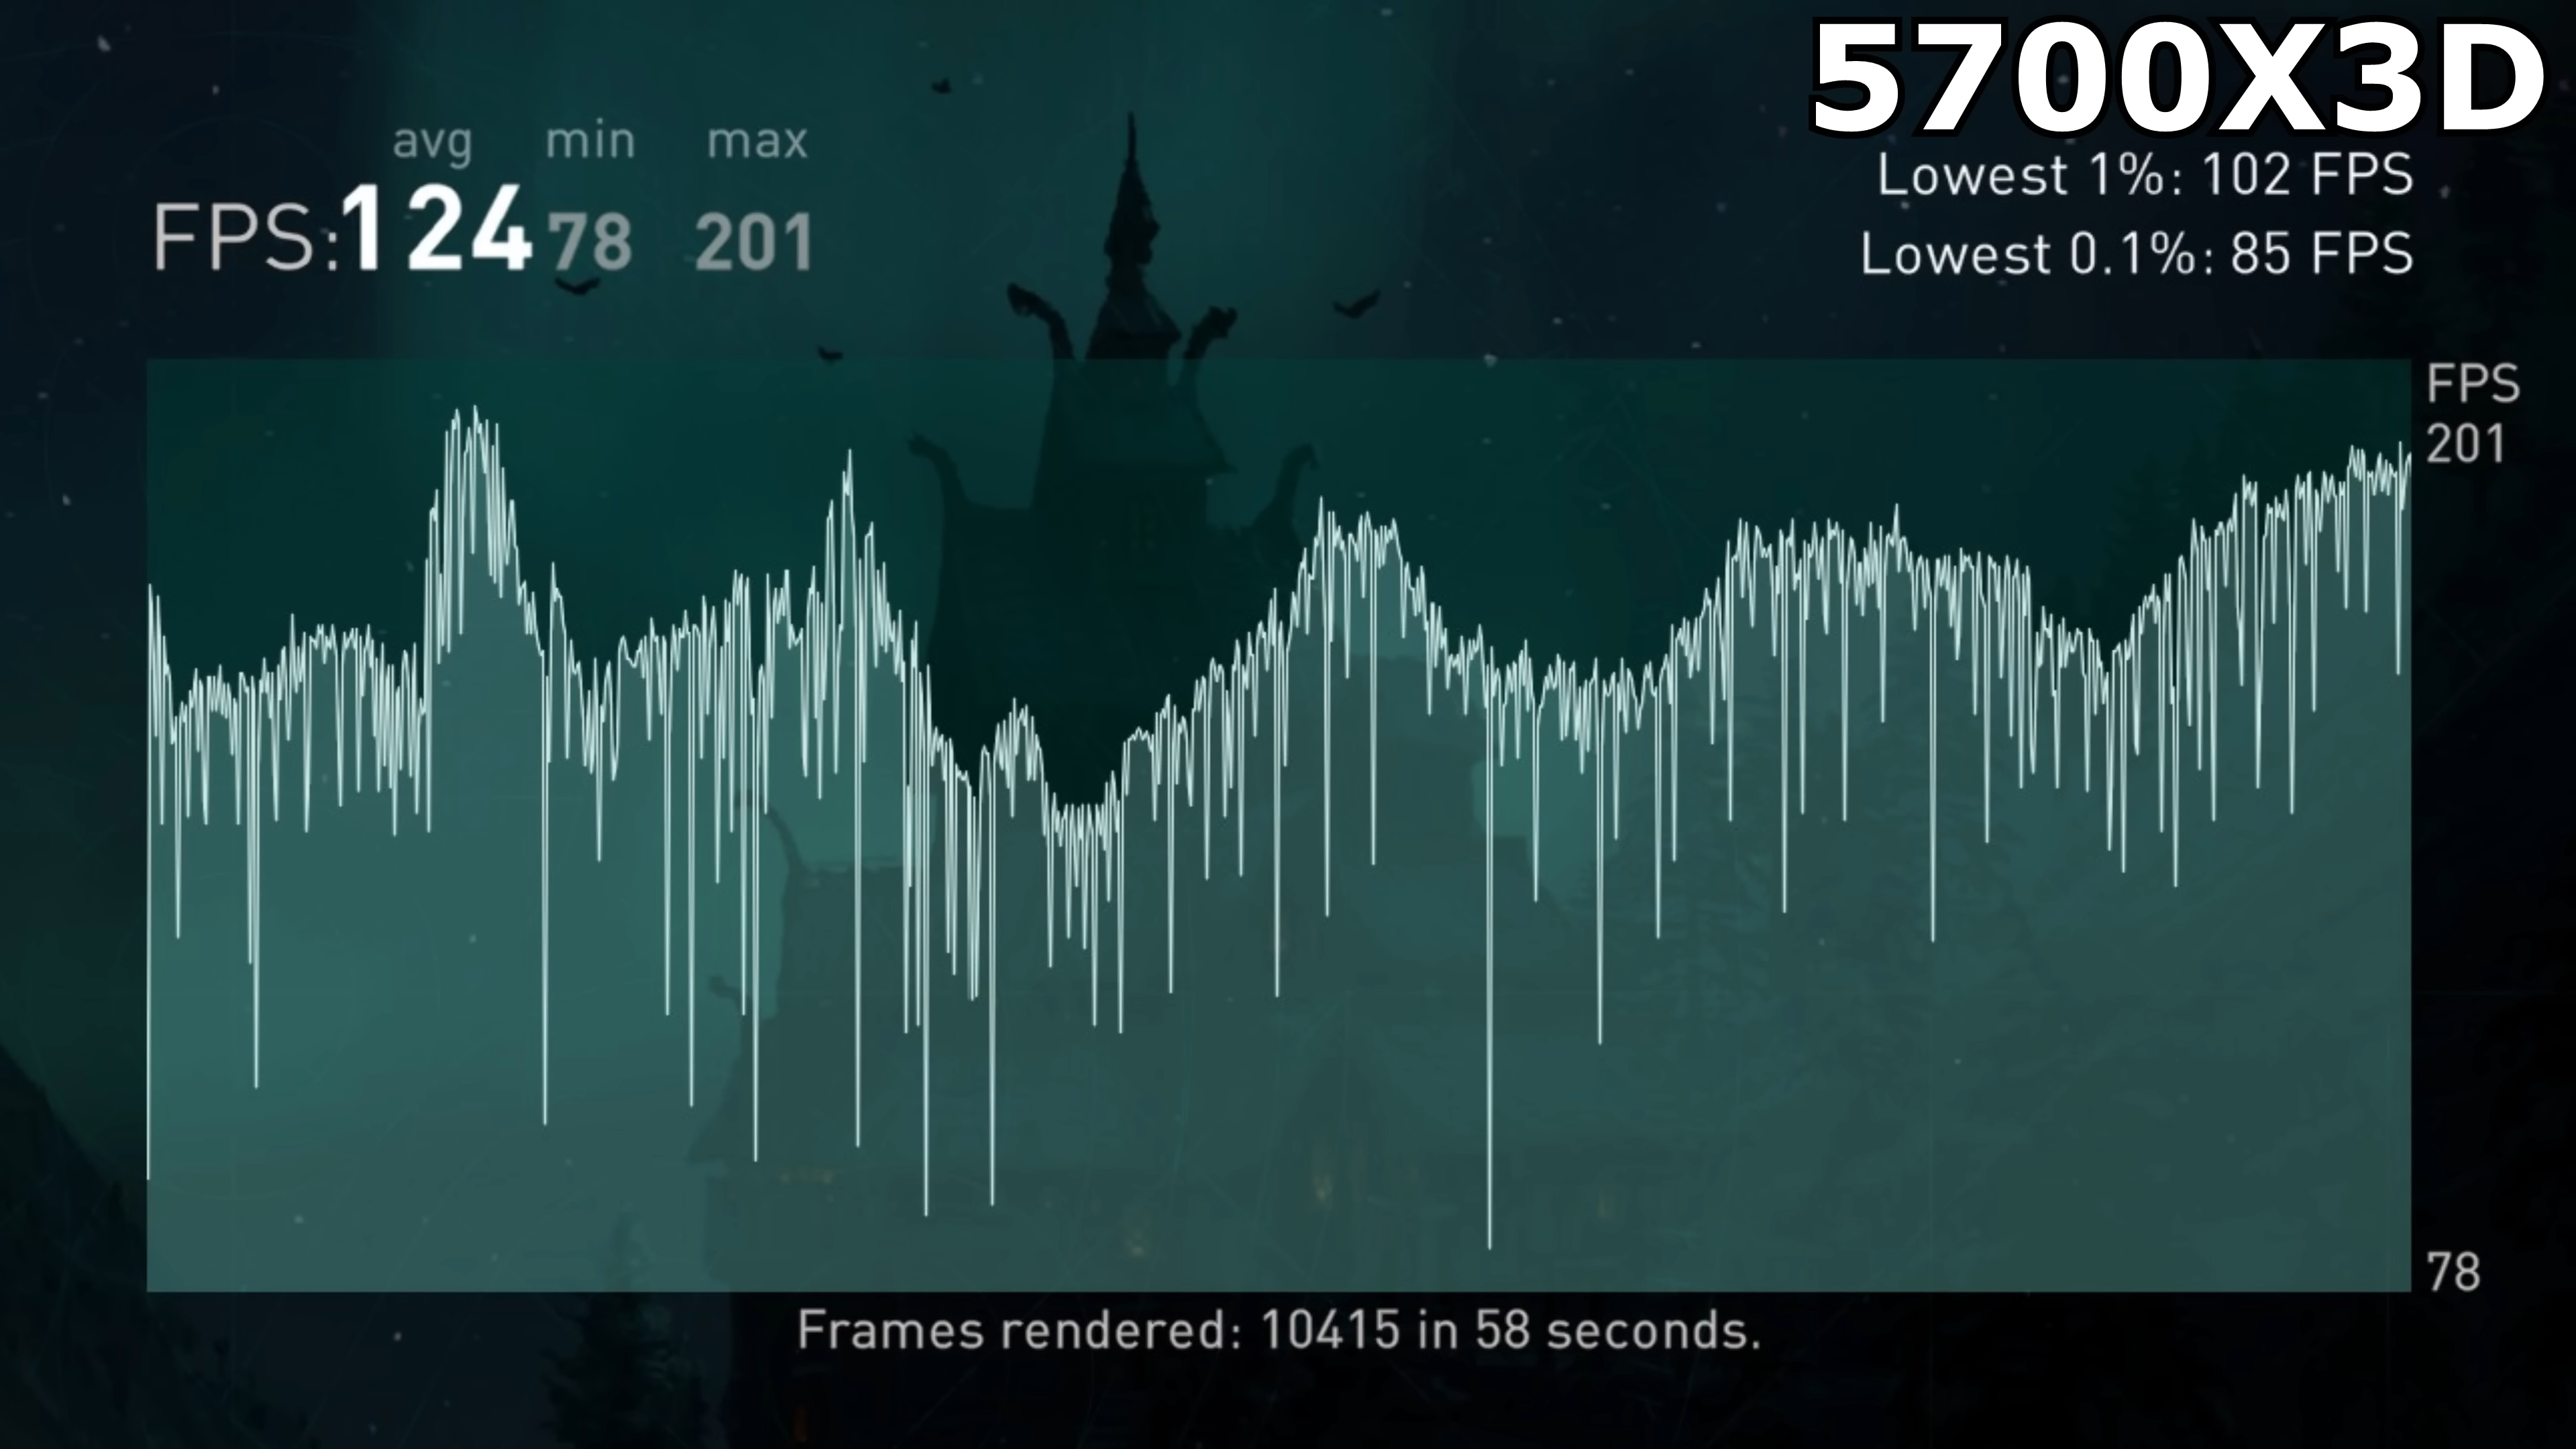 5700X3D
avg min max
FPS:124 78 201
Lowest 1%: 102 FPS
Lowest 0.1%: 85 FPS
FPS
201
78
Frames rendered: 10415 in 58 seconds.